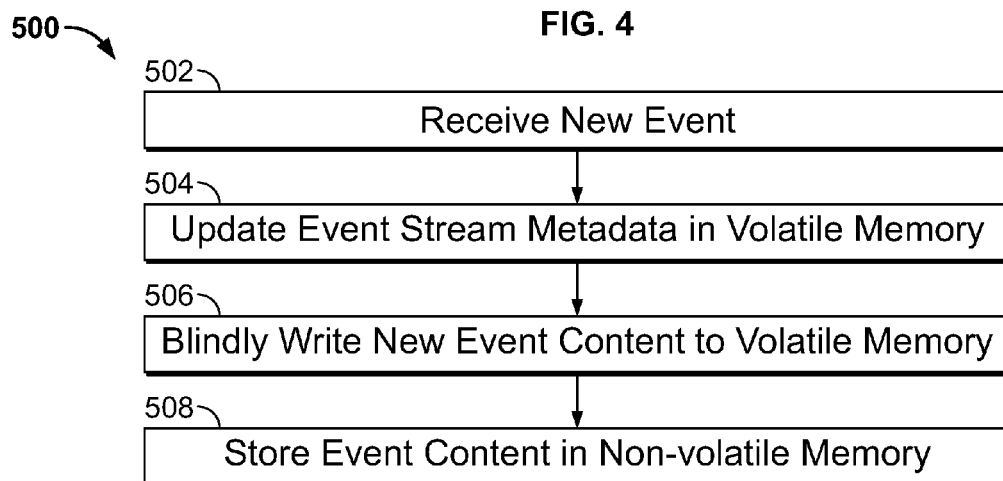 FIG. 4
500
502
Receive New Event
504
Update Event Stream Metadata in Volatile Memory
506
Blindly Write New Event Content to Volatile Memory
508
Store Event Content in Non-volatile Memory